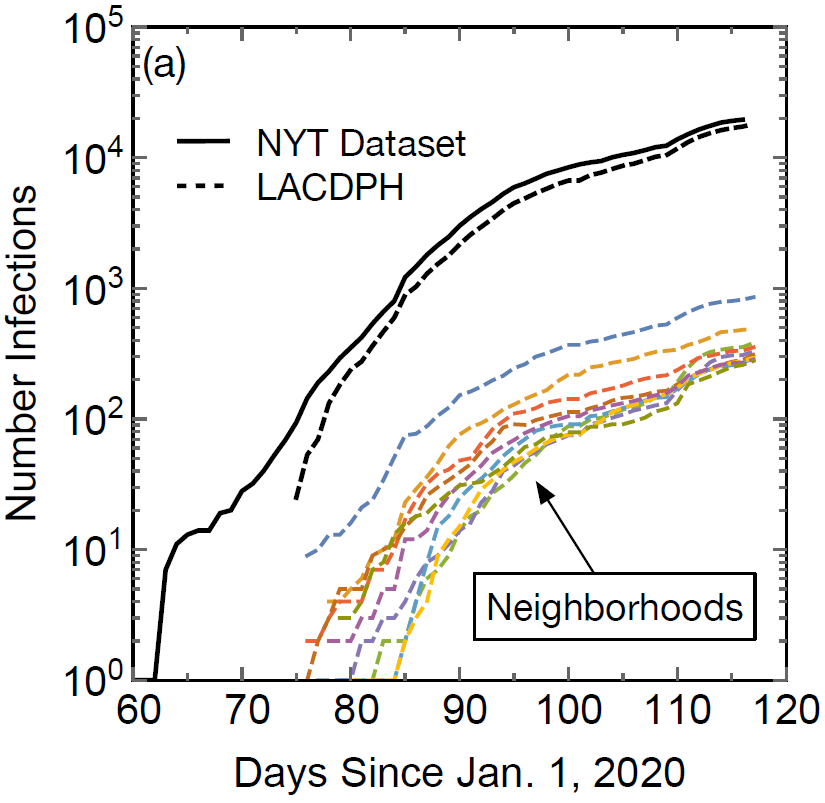 10^5
(a)
NYT Dataset
10^4
LACDPH
10^3
Number Infections
10^2
10^1
Neighborhoods
10^0
60 70 80 90 100 110 120
Days Since Jan. 1, 2020